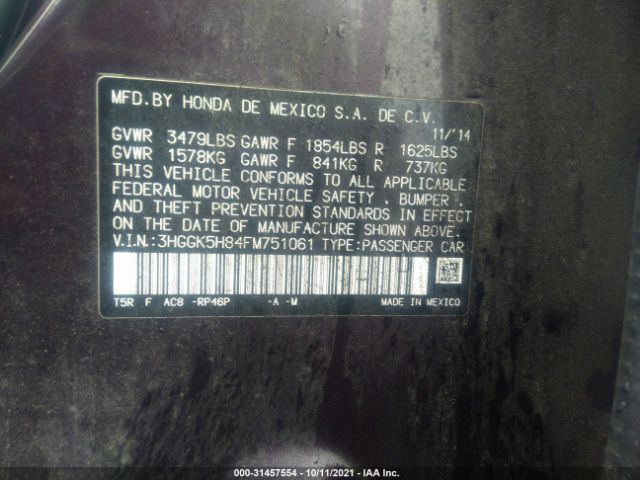 MFD.BY HONDA DE MEXICO S.A. DE C.V.
11/'14
GVWR 3479LBS GAWR F 1854LBS R 1625LBS
GVWR 1578KG GAWR F 841KG R 737KG
THIS VEHICLE CONFORMS TO ALL APPLICABLE
FEDERAL MOTOR VEHICLE SAFETY , BUMPER ,
AND THEFT PREVENTION STANDARDS IN EFFECT
ON THE DATE OF MANUFACTURE SHOWN ABOVE.
V.I.N.:3HGGK5H84FM751061 TYPE:PASSENGER CAR
T5R F AC8 -RP46P -A -M MADE IN MEXICO
000-31457554 - 10/11/2021 - IAA Inc.